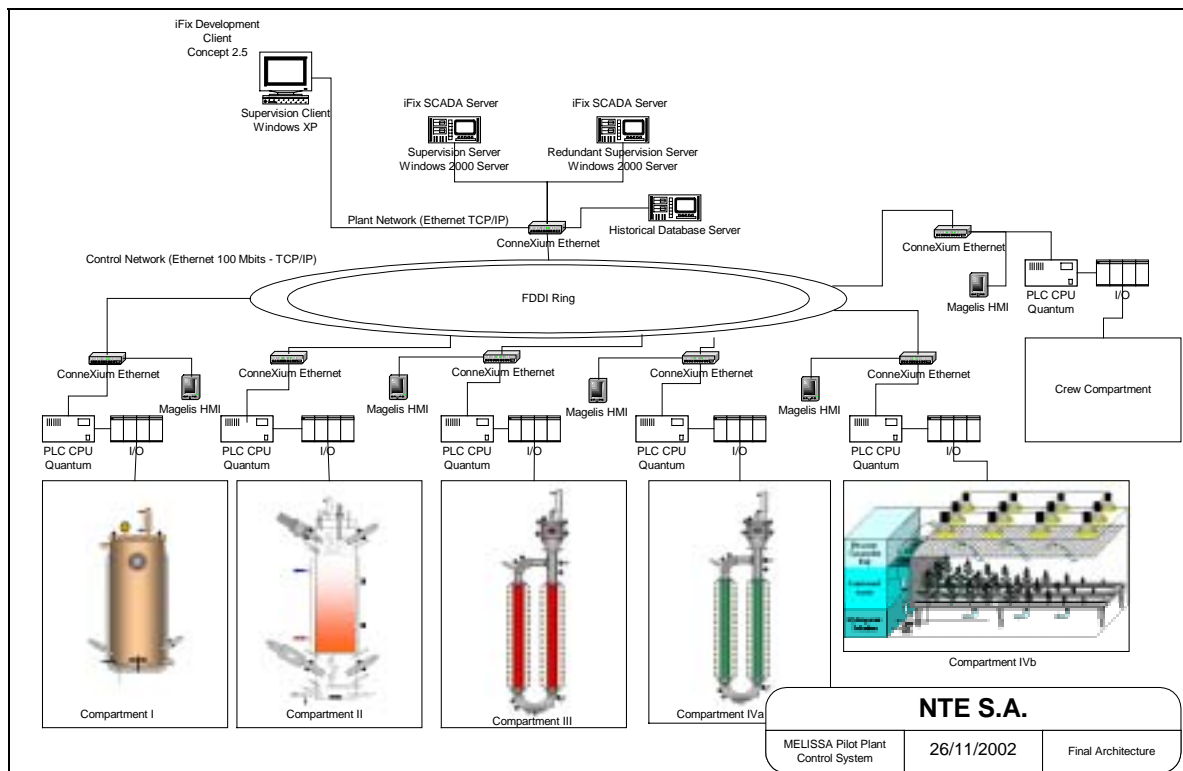 iFix Development
Client
Concept 2.5
Supervision Client
Windows XP
iFix SCADA Server
Supervision Server
Windows 2000 Server
iFix SCADA Server
Redundant Supervision Server
Windows 2000 Server
Plant Network (Ethernet TCP/IP)
ConneXium Ethernet
Historical Database Server
Control Network (Ethernet 100 Mbits - TCP/IP)
FDDI Ring
ConneXium Ethernet
Magelis HMI
PLC CPU
Quantum
I/O
Crew Compartment
ConneXium Ethernet
Magelis HMI
PLC CPU
Quantum
I/O
Compartment I
ConneXium Ethernet
PLC CPU
Quantum
I/O
Compartment II
ConneXium Ethernet
Magelis HMI
PLC CPU
Quantum
I/O
Compartment III
ConneXium Ethernet
Magelis HMI
PLC CPU
Quantum
I/O
Compartment IVa
ConneXium Ethernet
Magelis HMI
PLC CPU
Quantum
I/O
Compartment IVb
NTE S.A.
MELISSA Pilot Plant
Control System
26/11/2002
Final Architecture